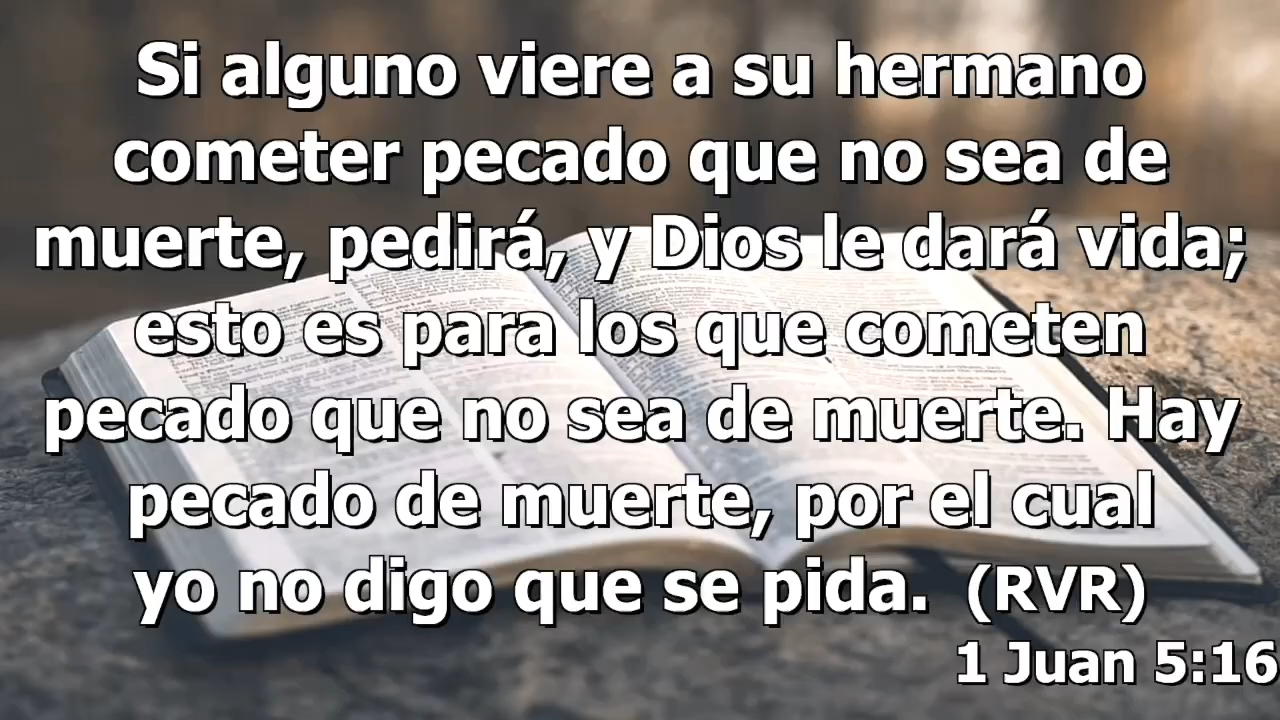 Si alguno viere a su hermano
cometer pecado que no sea de
muerte, pedirá, y Dios le dará vida;
esto es para los que cometen
pecado que no sea de muerte. Hay
pecado de muerte, por el cual
yo no digo que se pida. (RVR)
1 Juan 5:16